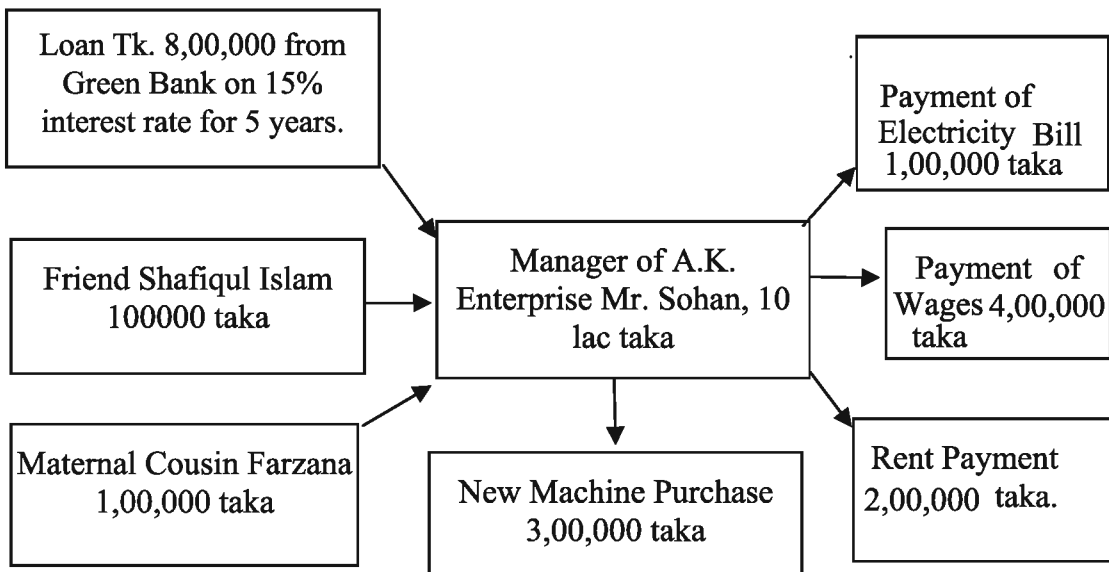 Loan Tk. 8,00,000 from
Green Bank on 15%
interest rate for 5 years.
Friend Shafiqul Islam
100000 taka
Maternal Cousin Farzana
1,00,000 taka
Manager of A.K.
Enterprise Mr. Sohan, 10
lac taka
New Machine Purchase
3,00,000 taka
Payment of
Electricity Bill
1,00,000 taka
Payment of
Wages 4,00,000
taka
Rent Payment
2,00,000 taka.